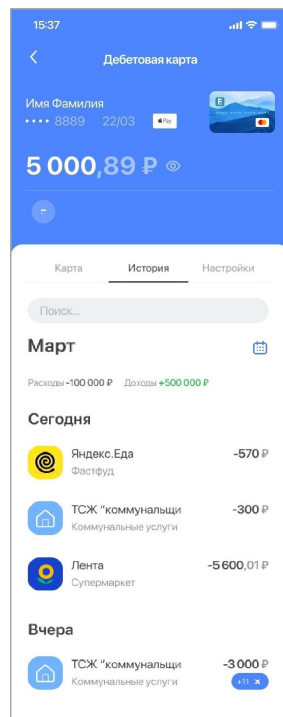 15:37
Дебетовая карта
Имя Фамилия
•••• 8889 22/03 Pay
5 000,89 ₽
Карта История Настройки
Поиск...
Март
Расходы -100 000 ₽ Доходы +500 000 ₽
Сегодня
Яндекс.Еда -570 ₽
Фастфуд
ТСЖ “коммунальщи -300 ₽
Коммунальные услуги
Лента -5 600,01 ₽
Супермаркет
Вчера
ТСЖ “коммунальщи -3 000 ₽
Коммунальные услуги +11